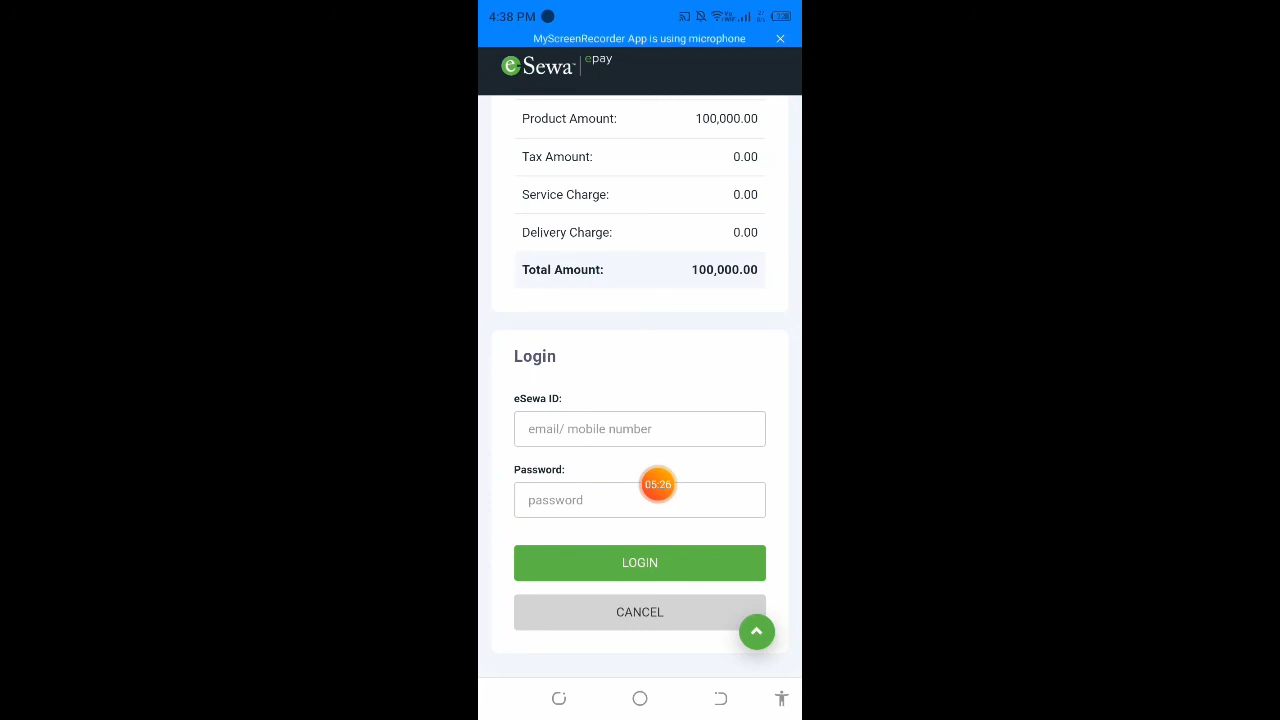 4:38 PM
MyScreenRecorder App is using microphone
eSewa epay
Product Amount: 100,000.00
Tax Amount: 0.00
Service Charge: 0.00
Delivery Charge: 0.00
Total Amount: 100,000.00
Login
eSewa ID:
email/ mobile number
Password:
05:26
password
LOGIN
CANCEL